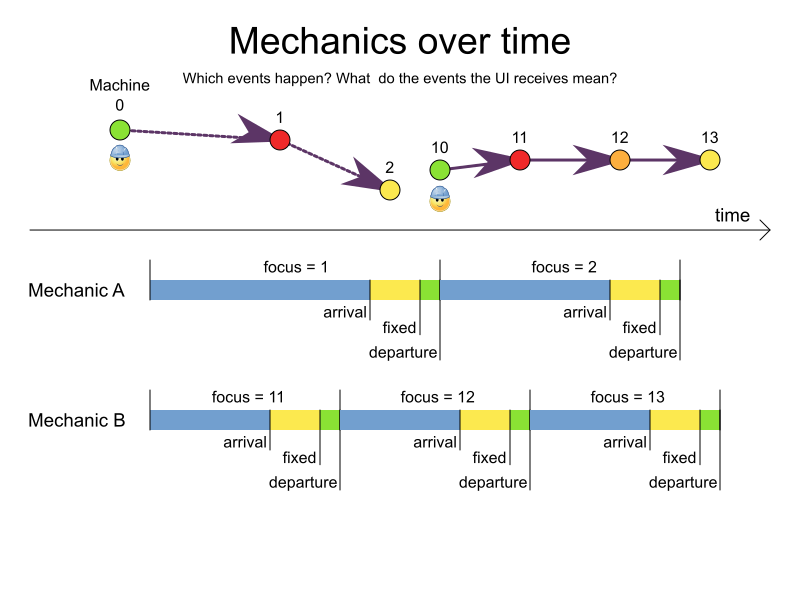 Mechanics over time
Which events happen? What  do the events the UI receives mean?
Machine
0
1
2
10
11
12
13
time
Mechanic A
focus = 1
arrival
fixed
departure
focus = 2
arrival
fixed
departure
Mechanic B
focus = 11
arrival
fixed
departure
focus = 12
arrival
fixed
departure
focus = 13
arrival
fixed
departure